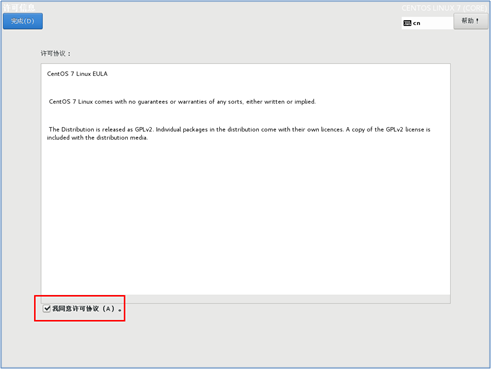 许可信息
CENTOS LINUX 7 (CORE)
完成(D)
cn
帮助！
许可协议：
CentOS 7 Linux EULA
CentOS 7 Linux comes with no guarantees or warranties of any sorts, either written or implied.
The Distribution is released as GPLv2. Individual packages in the distribution come with their own licences. A copy of the GPLv2 license is
included with the distribution media.
我同意许可协议（A）。